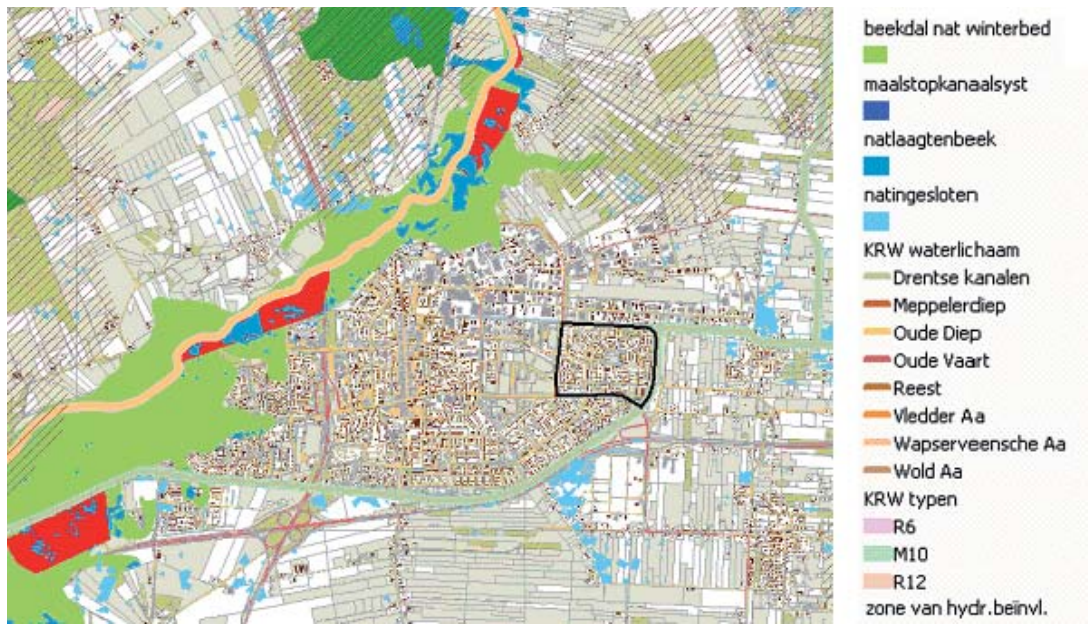 beekdal nat winterbed
maalstopkanaalsyst
natlaagtenbeek
natingesloten
KRW waterlichaam
Drentse kanalen
Meppelerdiep
Oude Diep
Oude Vaart
Reest
Vledder Aa
Wapserveensche Aa
Wold Aa
KRW typen
R6
M10
R12
zone van hydr.beïnvl.